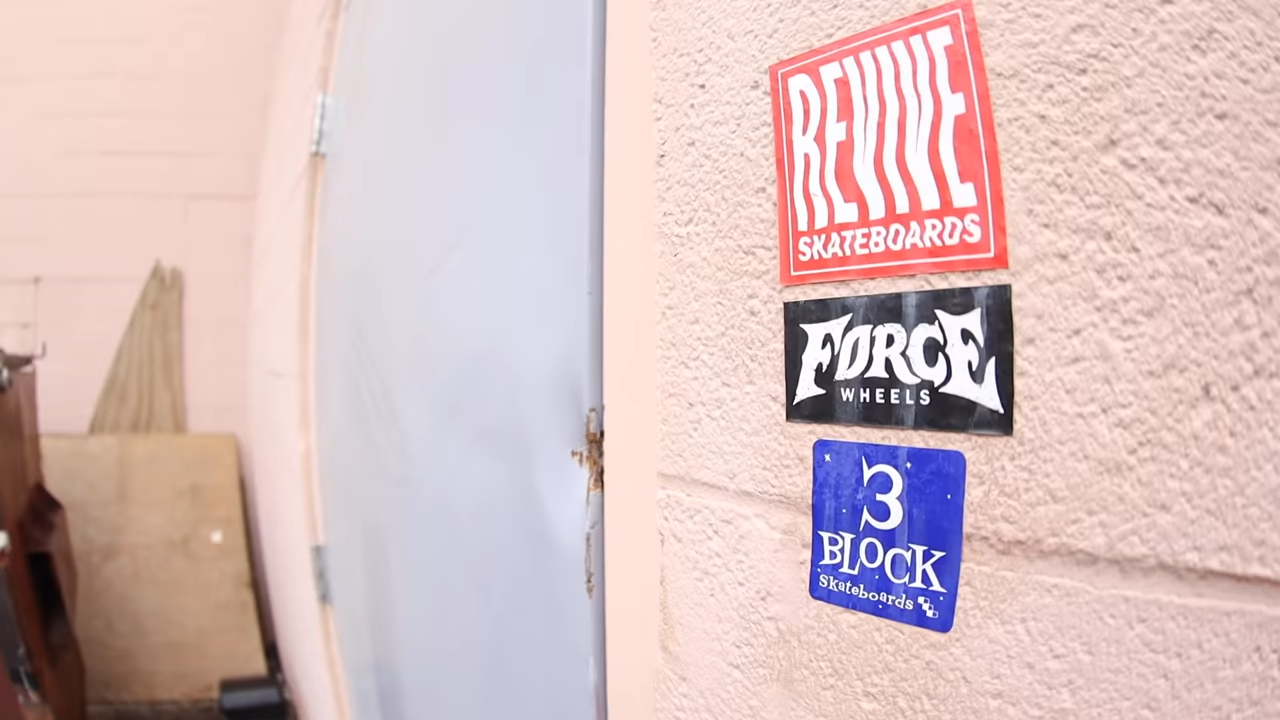 REVIVE
SKATEBOARDS
FORCE
WHEELS
3
BLOCK
Skateboards